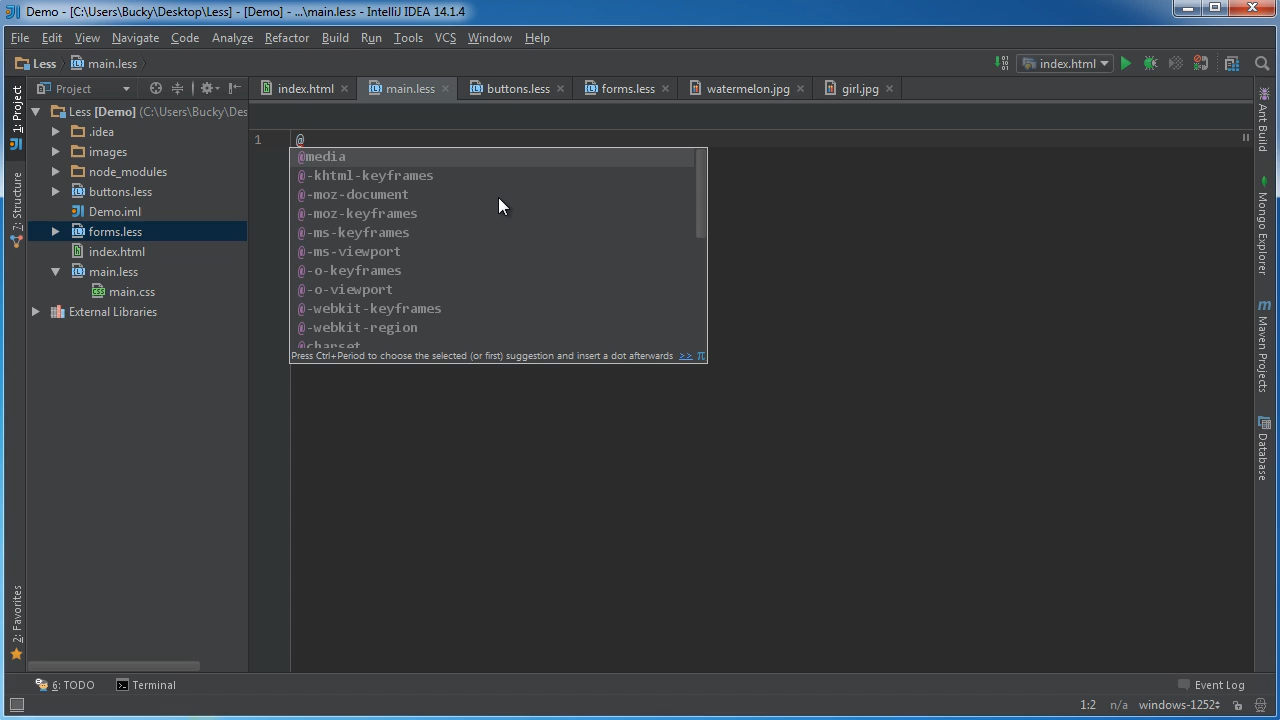 Demo - [C:\Users\Bucky\Desktop\Less] - [Demo] - ...\main.less - IntelliJ IDEA 14.1.4
File Edit View Navigate Code Analyze Refactor Build Run Tools VCS Window Help
Less main.less index.html
Project index.html main.less buttons.less forms.less watermelon.jpg girl.jpg
1: Project
7: Structure
2: Favorites
Less [Demo] (C:\Users\Bucky\Des
.idea
images
node_modules
buttons.less
Demo.iml
forms.less
index.html
main.less
main.css
External Libraries
1 @
@media
@-khtml-keyframes
@-moz-document
@-moz-keyframes
@-ms-keyframes
@-ms-viewport
@-o-keyframes
@-o-viewport
@-webkit-keyframes
@-webkit-region
@charset
Press Ctrl+Period to choose the selected (or first) suggestion and insert a dot afterwards >> π
Ant Build
Mongo Explorer
m Maven Projects
Database
6: TODO Terminal Event Log
1:2 n/a windows-1252